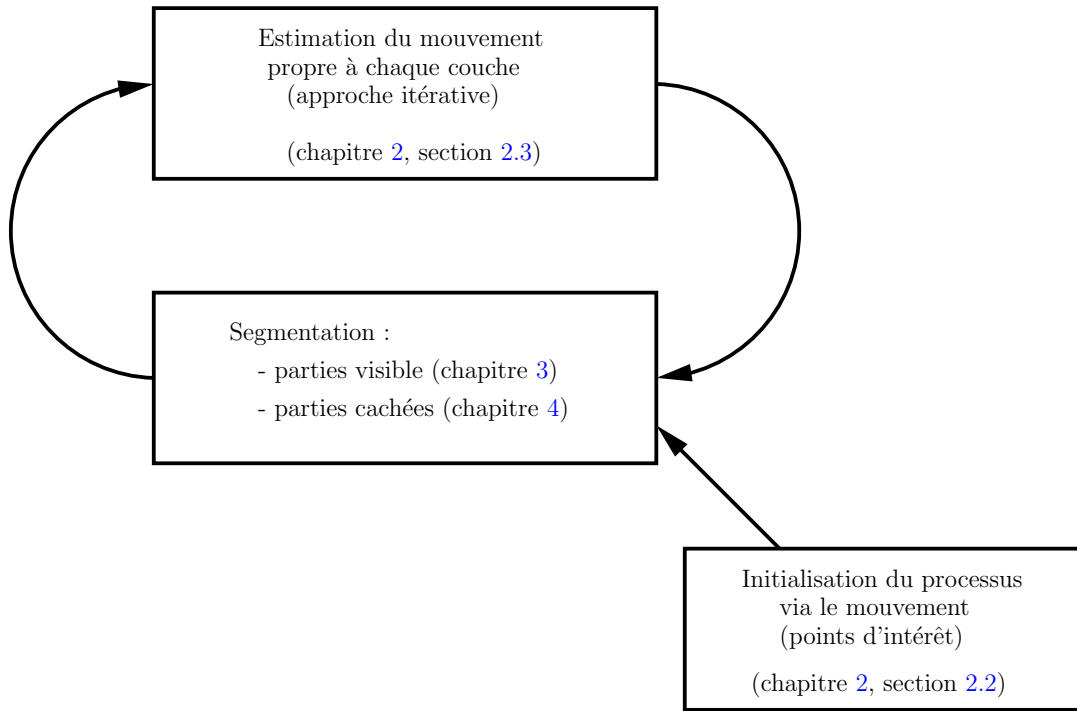 Estimation du mouvement
propre à chaque couche
(approche itérative)
(chapitre 2, section 2.3)
Segmentation :
- parties visible (chapitre 3)
- parties cachées (chapitre 4)
Initialisation du processus
via le mouvement
(points d'intérêt)
(chapitre 2, section 2.2)